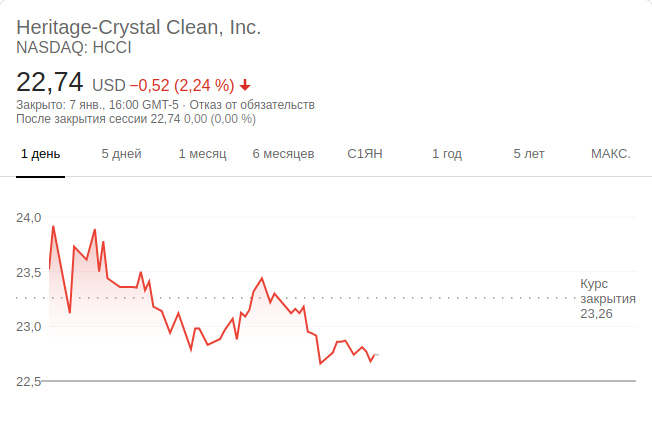 Heritage-Crystal Clean, Inc.
NASDAQ: HCCI
22,74 USD −0,52 (2,24 %)
Закрыто: 7 янв., 16:00 GMT-5 · Отказ от обязательств
После закрытия сессии 22,74 0,00 (0,00 %)
1 день 5 дней 1 месяц 6 месяцев С1ЯН 1 год 5 лет МАКС.
24,0
23,5
Курс
закрытия
23,26
23,0
22,5